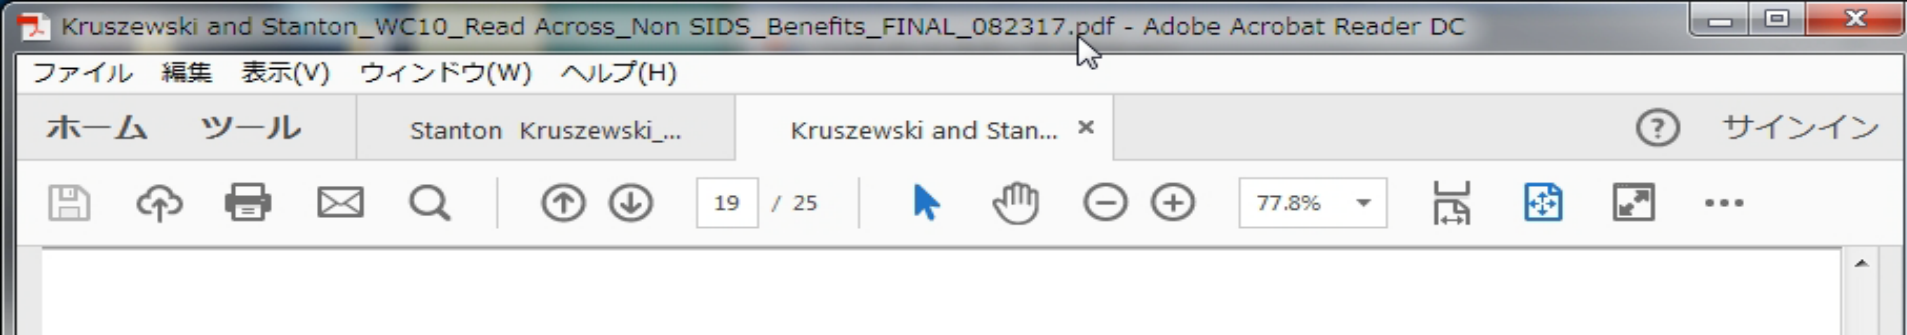 Kruszewski and Stanton_WC10_Read Across_Non SIDS_Benefits_FINAL_082317.pdf - Adobe Acrobat Reader DC
ファイル 編集 表示(V) ウィンドウ(W) ヘルプ(H)
ホーム ツール Stanton Kruszewski_... Kruszewski and Stan... サインイン
19 / 25 77.8%